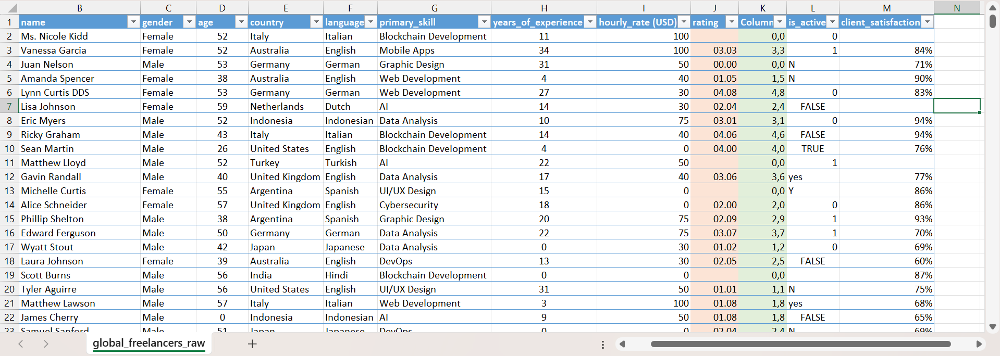 B C D E F G H I J K L M N
1 name gender age country language primary_skill years_of_experience hourly_rate (USD) rating Column is_active client_satisfaction
2 Ms. Nicole Kidd Female 52 Italy Italian Blockchain Development 11 100 0,0 0
3 Vanessa Garcia Female 52 Australia English Mobile Apps 34 100 03.03 3,3 1 84%
4 Juan Nelson Male 53 Germany German Graphic Design 31 50 00.00 0,0 N 71%
5 Amanda Spencer Female 38 Australia English Web Development 4 40 01.05 1,5 N 90%
6 Lynn Curtis DDS Female 53 Germany German Web Development 27 30 04.08 4,8 0 83%
7 Lisa Johnson Female 59 Netherlands Dutch AI 14 30 02.04 2,4 FALSE
8 Eric Myers Male 52 Indonesia Indonesian Data Analysis 10 75 03.01 3,1 0 94%
9 Ricky Graham Male 43 Italy Italian Blockchain Development 14 40 04.06 4,6 FALSE 94%
10 Sean Martin Male 26 United States English Blockchain Development 4 0 04.00 4,0 TRUE 76%
11 Matthew Lloyd Male 52 Turkey Turkish AI 22 50 0,0 1
12 Gavin Randall Male 40 United Kingdom English Data Analysis 17 40 03.06 3,6 yes 77%
13 Michelle Curtis Female 55 Argentina Spanish UI/UX Design 15 0 0,0 Y 86%
14 Alice Schneider Female 57 United Kingdom English Cybersecurity 18 0 02.00 2,0 0 86%
15 Phillip Shelton Male 38 Argentina Spanish Graphic Design 20 75 02.09 2,9 1 93%
16 Edward Ferguson Male 50 Germany German Data Analysis 22 75 03.07 3,7 1 70%
17 Wyatt Stout Male 42 Japan Japanese Data Analysis 0 30 01.02 1,2 0 69%
18 Laura Johnson Female 39 Australia English DevOps 13 30 02.05 2,5 FALSE 60%
19 Scott Burns Male 56 India Hindi Blockchain Development 0 0 0,0 87%
20 Tyler Aguirre Male 56 United States English UI/UX Design 31 50 01.01 1,1 N 75%
21 Matthew Lawson Male 57 Italy Italian Web Development 3 100 01.08 1,8 yes 68%
22 James Cherry Male 0 Indonesia Indonesian AI 9 50 01.08 1,8 FALSE 65%
23 Samuel Sanford Male 51 Japan Japanese DevOps 0 0 02.04 2,4 N 69%
global_freelancers_raw